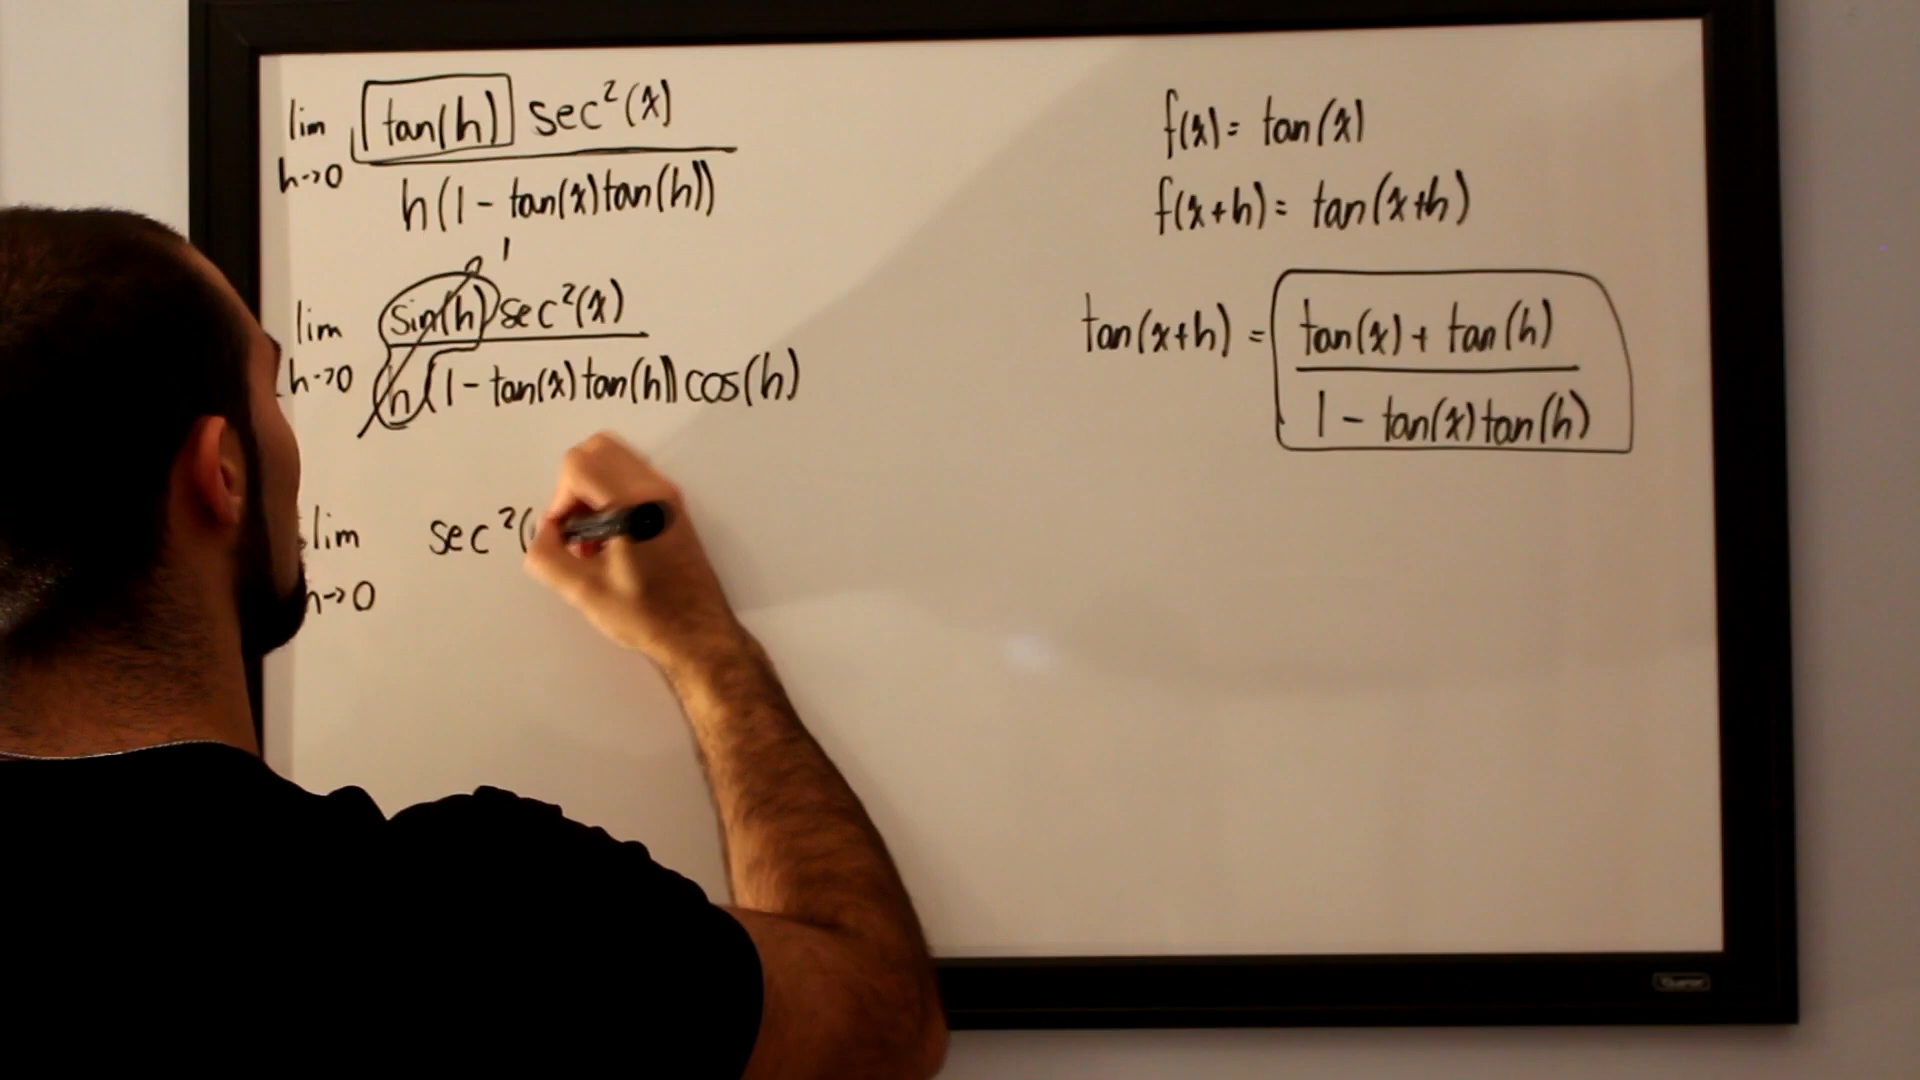 lim tan(h) sec²(x)
h→0 h(1 - tan(x)tan(h))
1
lim sin(h) sec²(x)
h→0 h(1 - tan(x)tan(h))cos(h)
lim sec²(
h→0
f(x) = tan(x)
f(x+h) = tan(x+h)
tan(x+h) = tan(x) + tan(h)
1 - tan(x)tan(h)